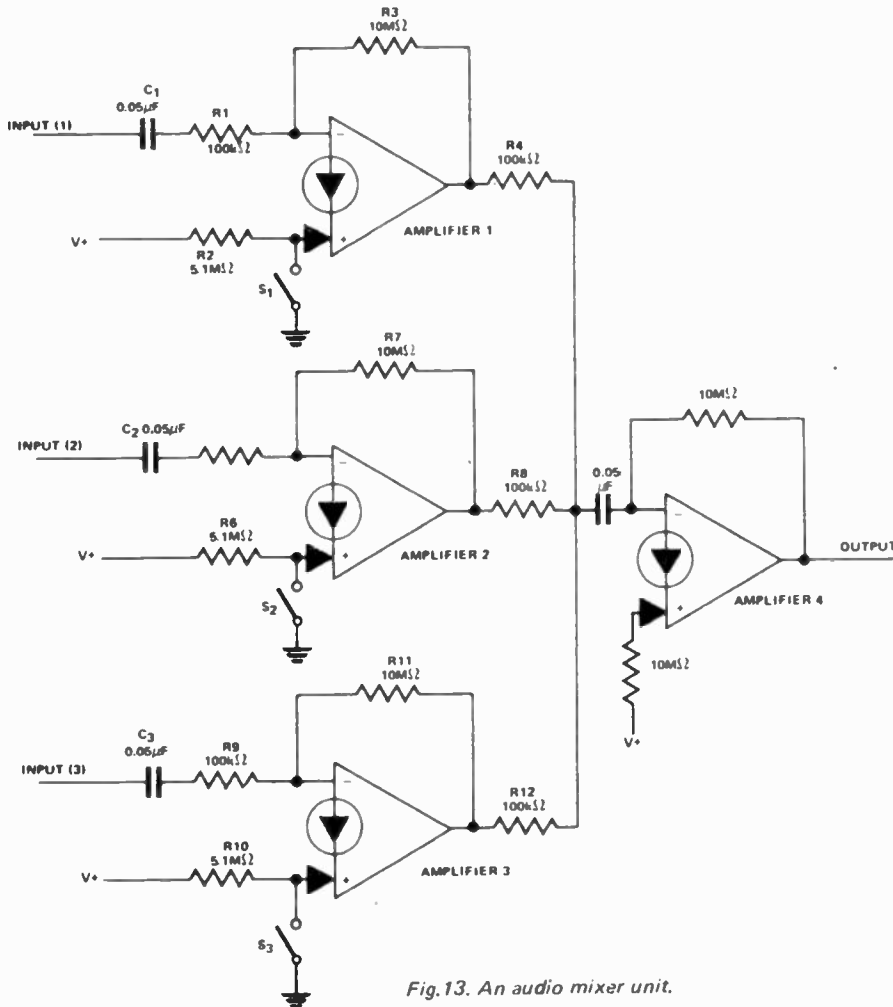 R3
10MΩ
C1
0.05µF
R1
INPUT (1)
100kΩ
R4
100kΩ
AMPLIFIER 1
V+
R2
5.1MΩ
S1
R7
10MΩ
10MΩ
C2 0.05µF
INPUT (2)
R8
100kΩ
0.05
µF
R6
5.1MΩ
V+
AMPLIFIER 2
OUTPUT
AMPLIFIER 4
S2
10MΩ
R11
10MΩ
V+
C3
0.05µF
R9
100kΩ
INPUT (3)
R12
100kΩ
R10
5.1MΩ
V+
AMPLIFIER 3
S3
Fig.13. An audio mixer unit.